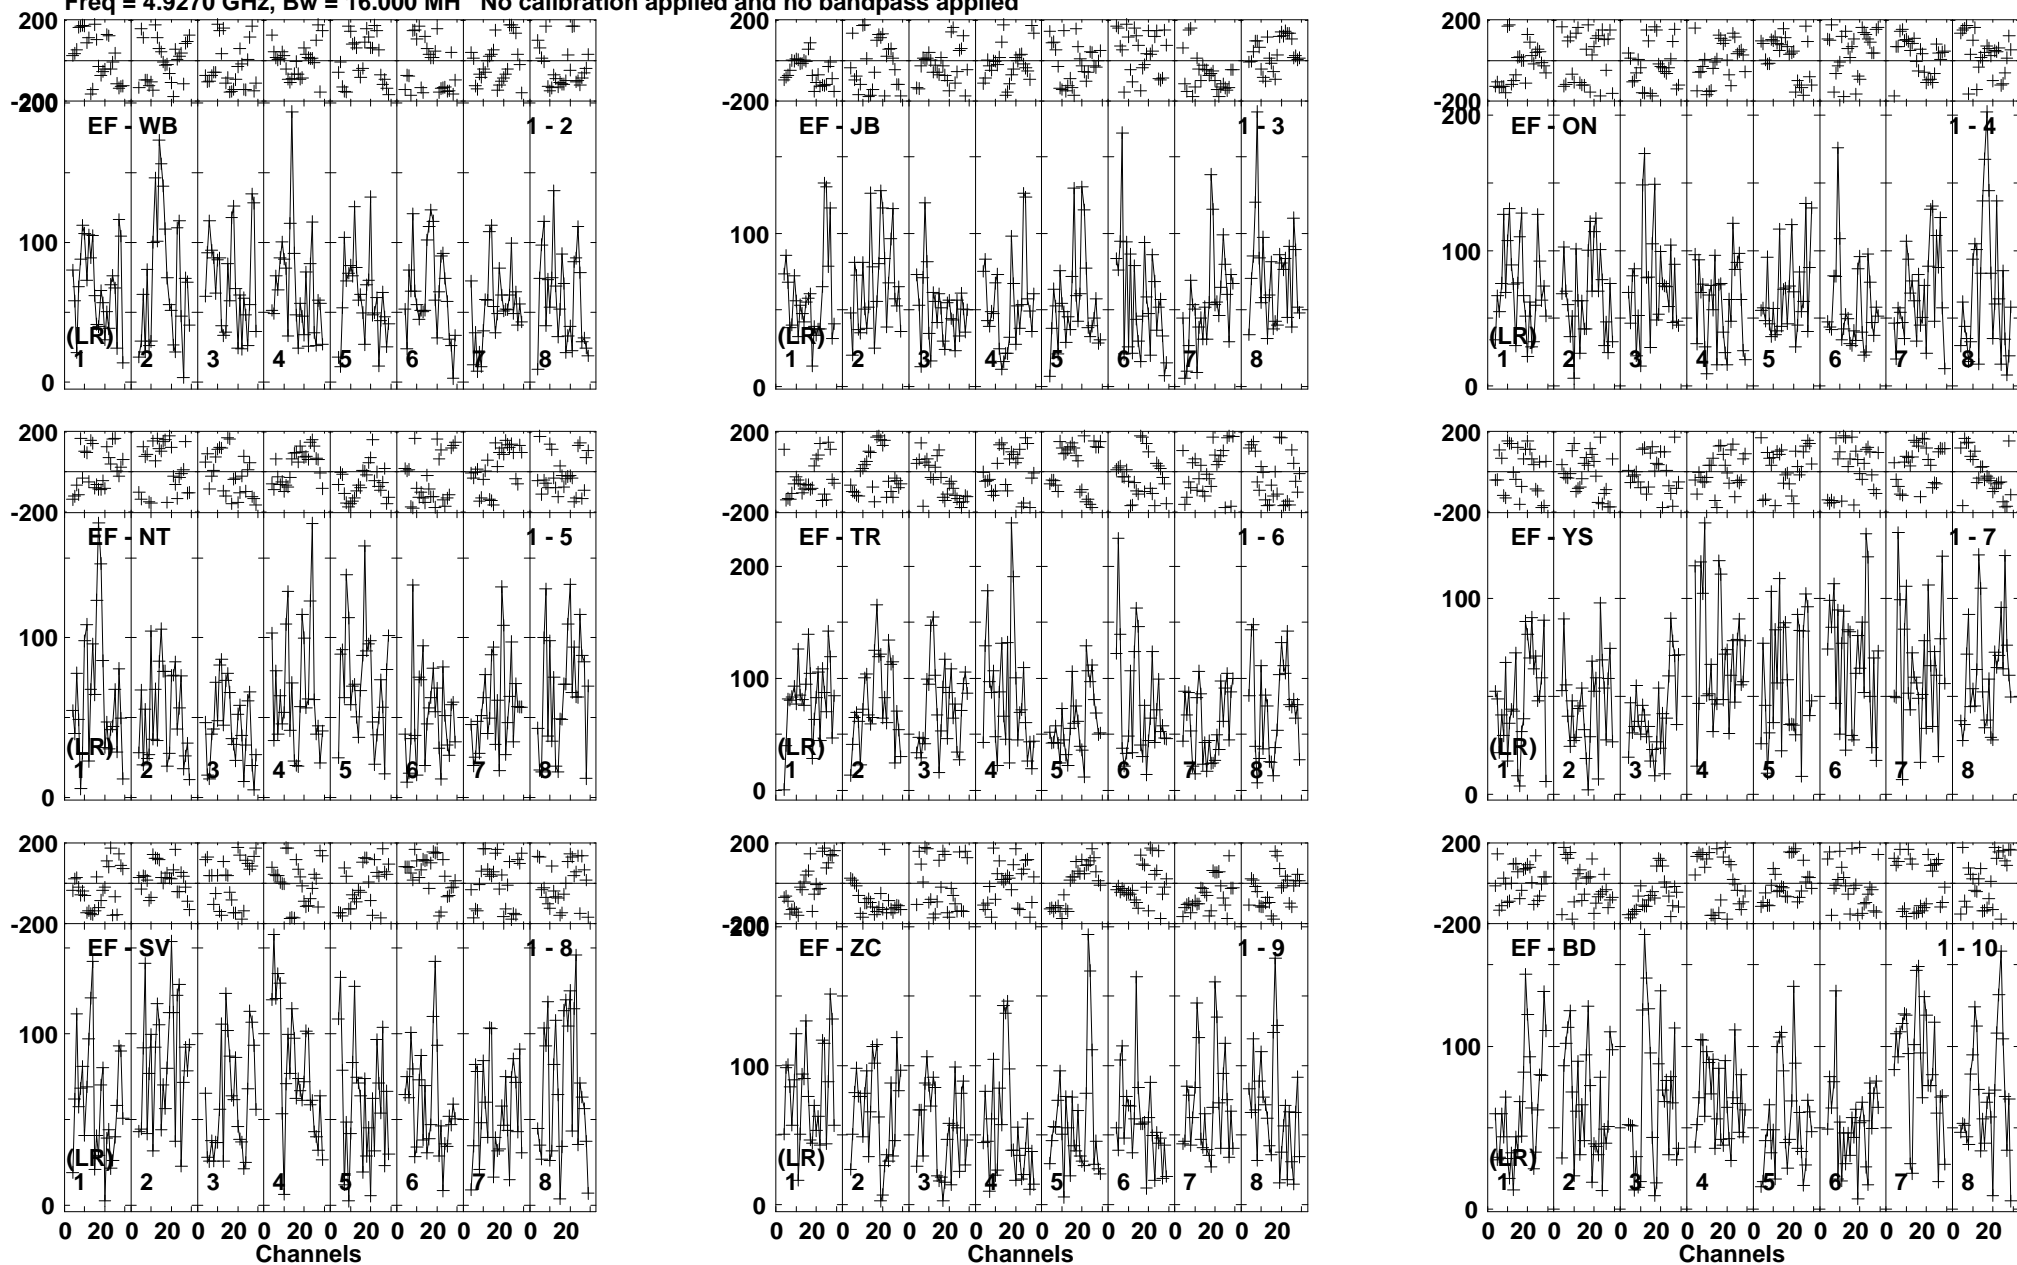 Freq = 4.9270 GHz, Bw = 16.000 MH No calibration applied and no bandpass applied
200 200 200
-200 -200 -200
200 200
EF - WB 1 - 2 EF - JB 1 - 3 EF - ON 1 - 4
100 100 100
(LR) (LR) (LR)
1 2 3 4 5 6 7 8 1 2 3 4 5 6 7 8 1 2 3 4 5 6 7 8
0 0 0
200 200 200
-200 -200 -200
EF - NT 1 - 5 EF - TR 1 - 6 EF - YS 1 - 7
200
100 100 100
(LR) (LR) (LR)
1 2 3 4 5 6 7 8 1 2 3 4 5 6 7 8 1 2 3 4 5 6 7 8
0 0 0
200 200 200
-200 -200 -200
200
EF - SV 1 - 8 EF - ZC 1 - 9 EF - BD 1 - 10
100 100 100
(LR) (LR) (LR)
1 2 3 4 5 6 7 8 1 2 3 4 5 6 7 8 1 2 3 4 5 6 7 8
0 0 0
0 20 0 20 0 20 0 20 0 20 0 20 0 20 0 20 0 20 0 20 0 20 0 20 0 20 0 20 0 20 0 20 0 20 0 20 0 20 0 20 0 20 0 20 0 20 0 20
Channels Channels Channels